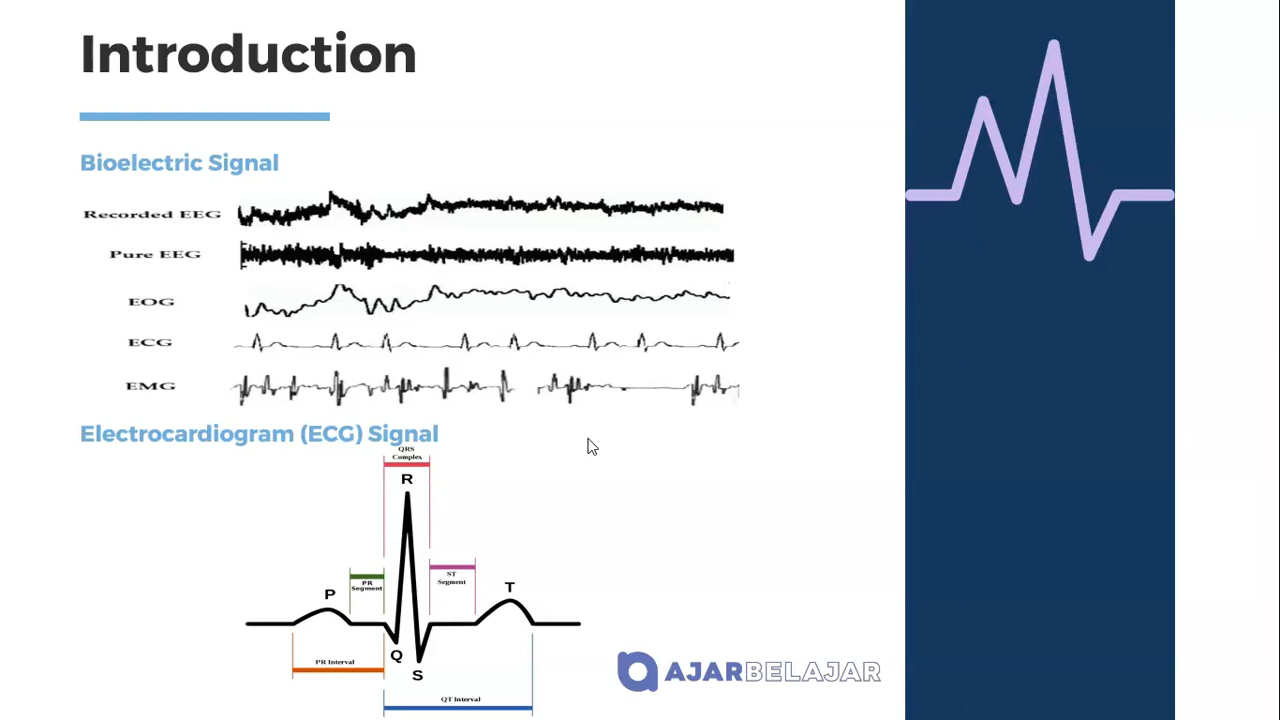 Introduction
Bioelectric Signal
Recorded EEG
Pure EEG
EOG
ECG
EMG
Electrocardiogram (ECG) Signal
QRS
Complex
R
ST
Segment
PR
Segment
P
T
Q
S
PR Interval
QT Interval
AJARBELAJAR